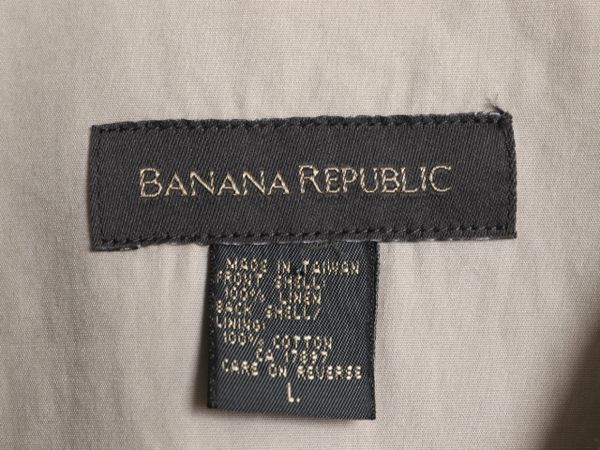 BANANA REPUBLIC
MADE IN TAIWAN
FRONT SHELL:
100% LINEN
BACK SHELL/
LINING:
100% COTTON
CA 17897
CARE ON REVERSE
L.